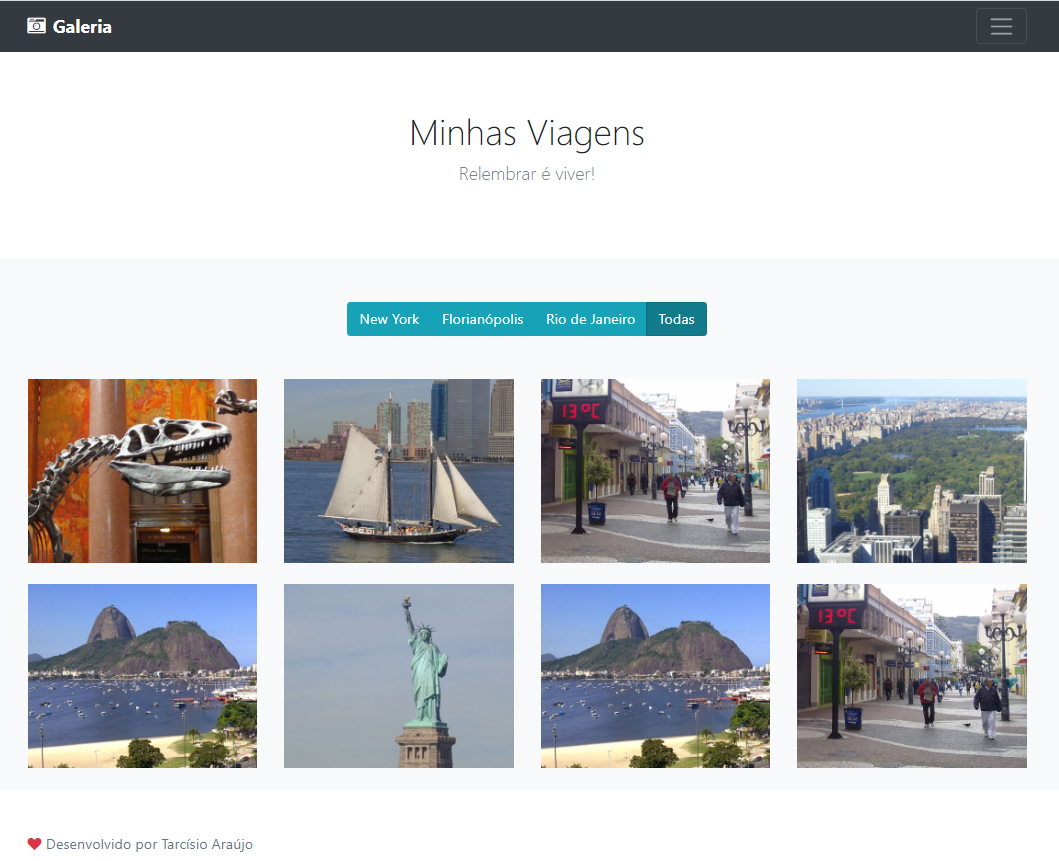 Galeria
Minhas Viagens
Relembrar é viver!
New York Florianópolis Rio de Janeiro Todas
13°C
13°C
Desenvolvido por Tarcísio Araújo